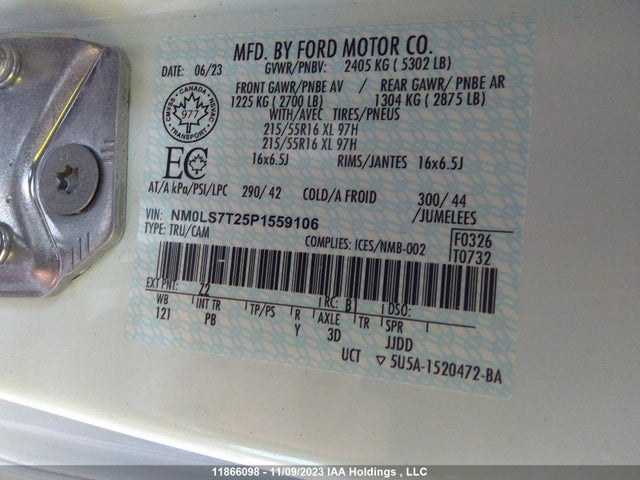 MFD. BY FORD MOTOR CO.
DATE: 06/23
GVWR/PNBV: 2405 KG ( 5302 LB)
FRONT GAWR/PNBE AV / REAR GAWR/ PNBE AR
1225 KG ( 2700 LB) 1304 KG ( 2875 LB)
WITH/AVEC TIRES/PNEUS
215/55R16 XL 97H
215/55R16 XL 97H
16x6.5J RIMS/JANTES 16x6.5J
CANADA
977
TRANSPORT
EC
AT/A kPa/PSI/LPC 290/ 42 COLD/A FROID 300/ 44
/JUMELEES
VIN: NM0LS7T25P1559106
TYPE: TRU/CAM
COMPLIES: ICES/NMB-002
F0326
T0732
EXT PNT: Z2 RC: B DSO:
WB INT TR TP/PS R AXLE TR SPR
121 PB Y 3D JJDD
UCT ▽ 5U5A-1520472-BA
11866098 - 11/09/2023 IAA Holdings , LLC